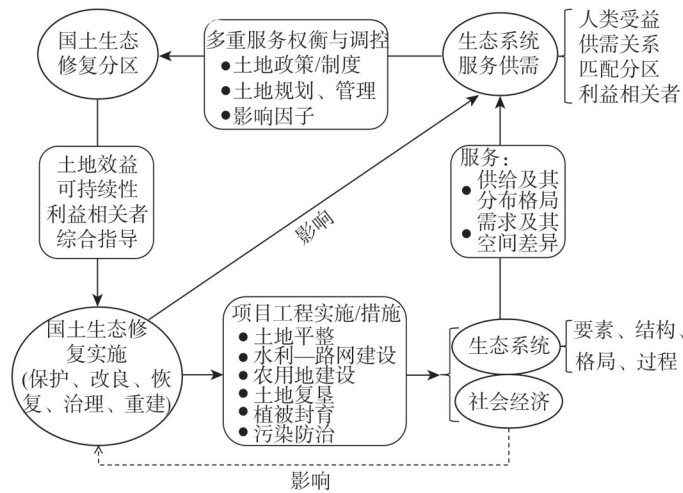 国土生态
修复分区
多重服务权衡与调控
●土地政策/制度
●土地规划、管理
●影响因子
生态系统
服务供需
人类受益
供需关系
匹配分区
利益相关者
土地效益
可持续性
利益相关者
综合指导
影响
服务：
●供给及其
分布格局
●需求及其
空间差异
国土生态修
复实施
(保护、改良、恢
复、治理、重建)
项目工程实施/措施
●土地平整
●水利—路网建设
●农用地建设
●土地复垦
●植被封育
●污染防治
生态系统
社会经济
要素、结构、
格局、过程
影响